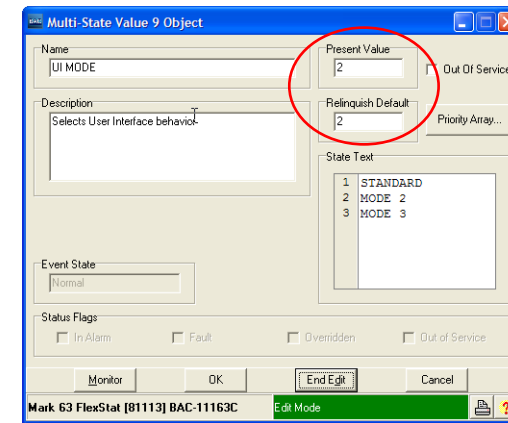 Multi-State Value 9 Object
Name
UI MODE
Present Value
2
Out Of Service
Description
Selects User Interface behavior.
Relinquish Default
2
Priority Array...
State Text
1 STANDARD
2 MODE 2
3 MODE 3
Event State
Normal
Status Flags
In Alarm Fault Overridden Out of Service
Monitor OK End Edit Cancel
Mark 63 FlexStat [81113] BAC-11163C Edit Mode ?